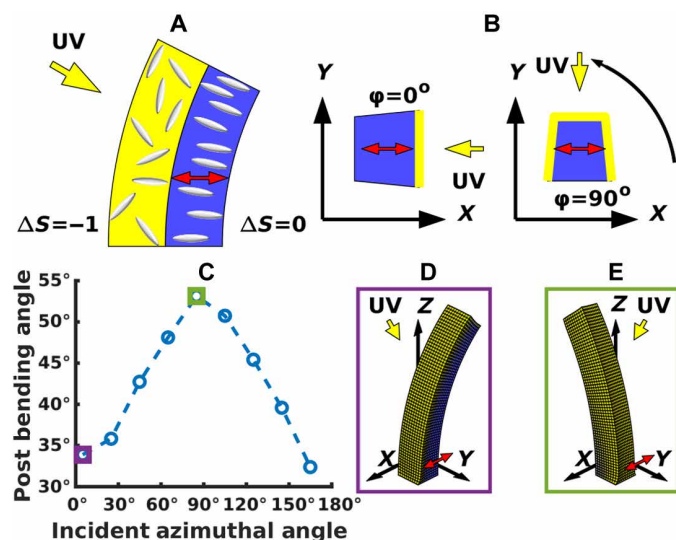 A
UV
ΔS=−1
ΔS=0
B
Y
φ=0°
UV
X
Y
UV
φ=90°
X
C
Post bending angle
55°
50°
45°
40°
35°
30°
0° 30° 60° 90° 120° 150° 180°
Incident azimuthal angle
D
UV
Z
X
Y
E
Z
UV
X
Y